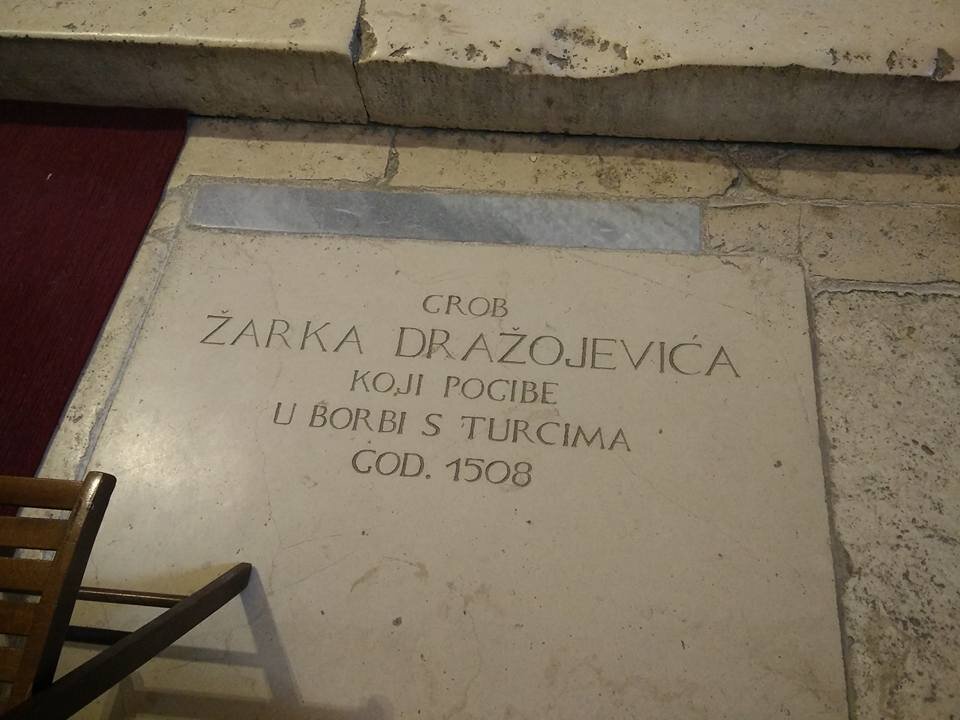 GROB
ŽARKA DRAŽOJEVIĆA
KOJI POGIBE
U BORBI S TURCIMA
GOD. 1508